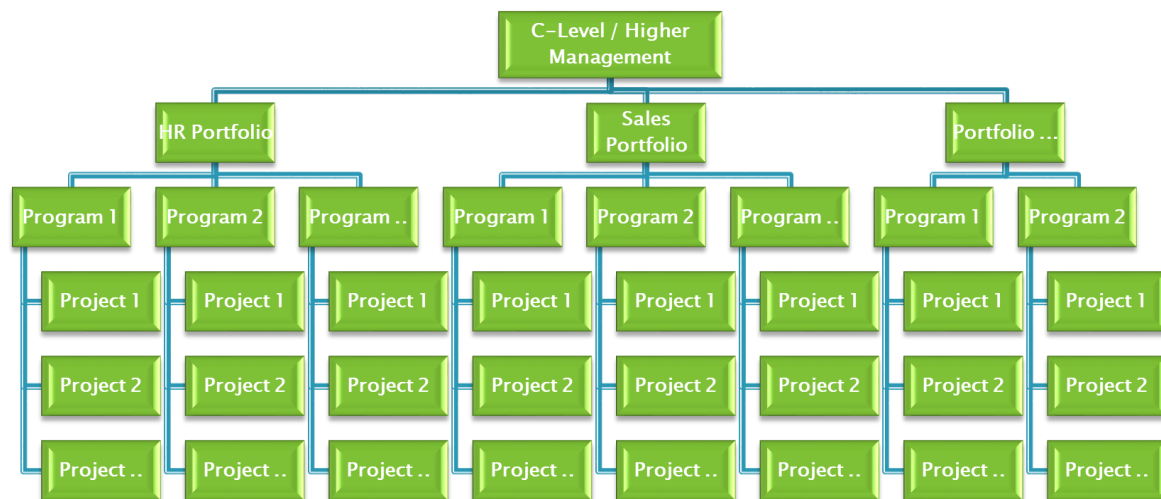 C-Level / Higher
Management
HR Portfolio
Sales
Portfolio
Portfolio ...
Program 1
Program 2
Program ..
Program 1
Program 2
Program ..
Program 1
Program 2
Project 1
Project 1
Project 1
Project 1
Project 1
Project 1
Project 1
Project 1
Project 2
Project 2
Project 2
Project 2
Project 2
Project 2
Project 2
Project 2
Project ..
Project ..
Project ..
Project ..
Project ..
Project ..
Project ..
Project ..